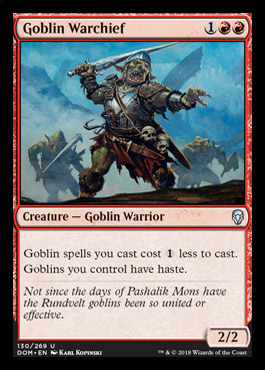 Goblin Warchief 1
Creature — Goblin Warrior
Goblin spells you cast cost 1 less to cast.
Goblins you control have haste.
Not since the days of Pashalik Mons have
the Rundvelt goblins been so united or
effective.
2/2
130/269 U
DOM • EN Karl Kopinski ™ & © 2018 Wizards of the Coast